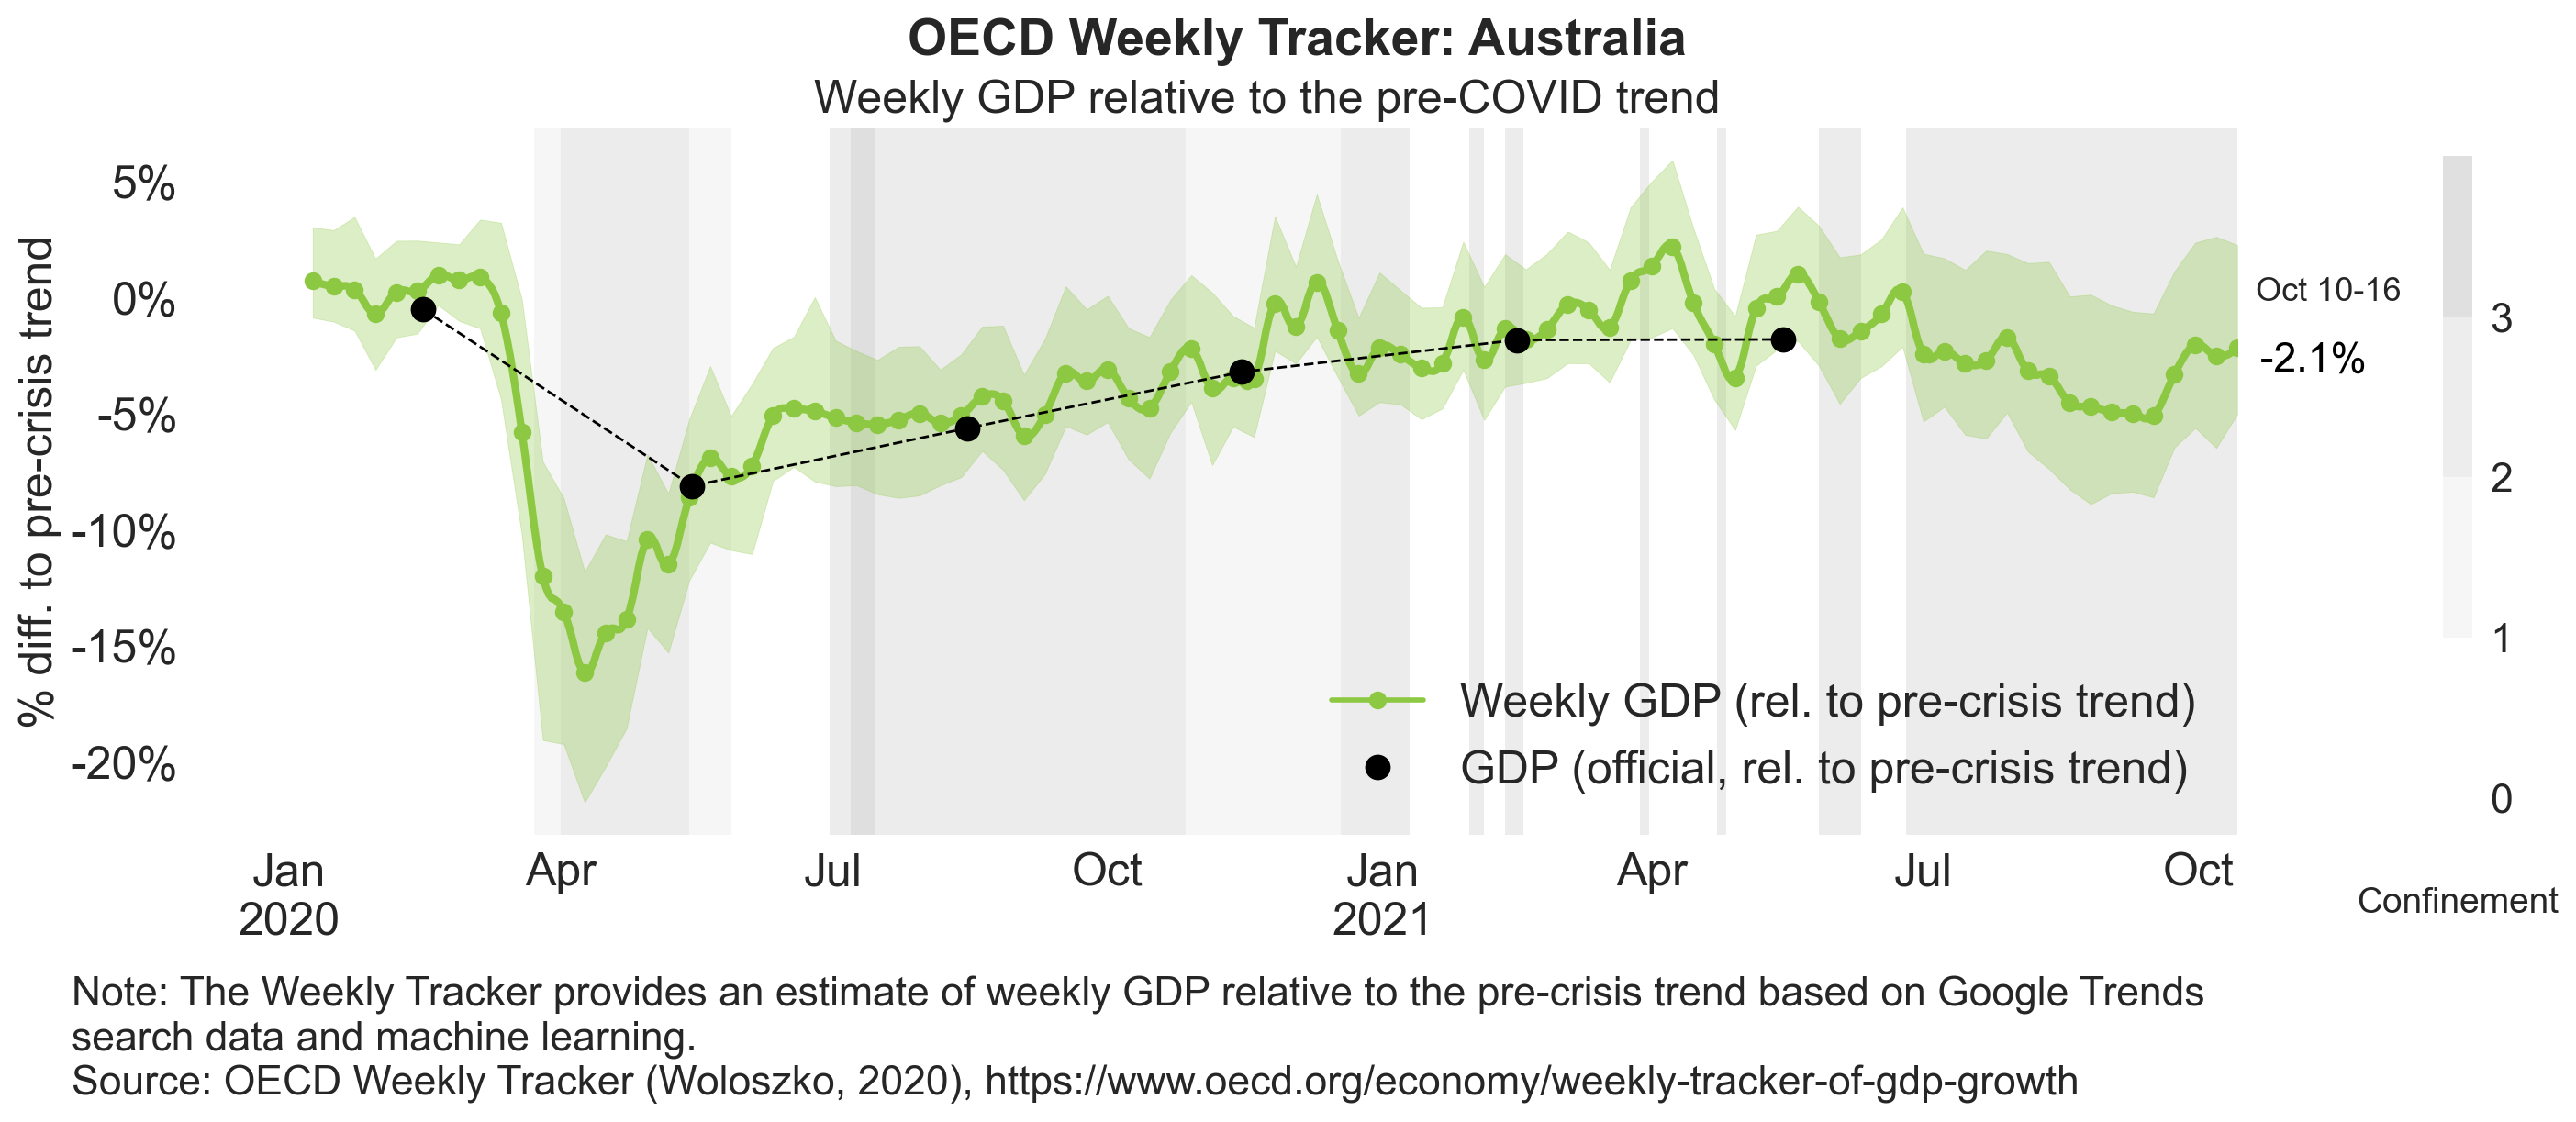 OECD Weekly Tracker: Australia
Weekly GDP relative to the pre-COVID trend
% diff. to pre-crisis trend
5%
0%
-5%
-10%
-15%
-20%
Oct 10-16
-2.1%
3
2
1
0
Confinement
Weekly GDP (rel. to pre-crisis trend)
GDP (official, rel. to pre-crisis trend)
Jan Apr Jul Oct Jan Apr Jul Oct
2020 2021
Note: The Weekly Tracker provides an estimate of weekly GDP relative to the pre-crisis trend based on Google Trends
search data and machine learning.
Source: OECD Weekly Tracker (Woloszko, 2020), https://www.oecd.org/economy/weekly-tracker-of-gdp-growth